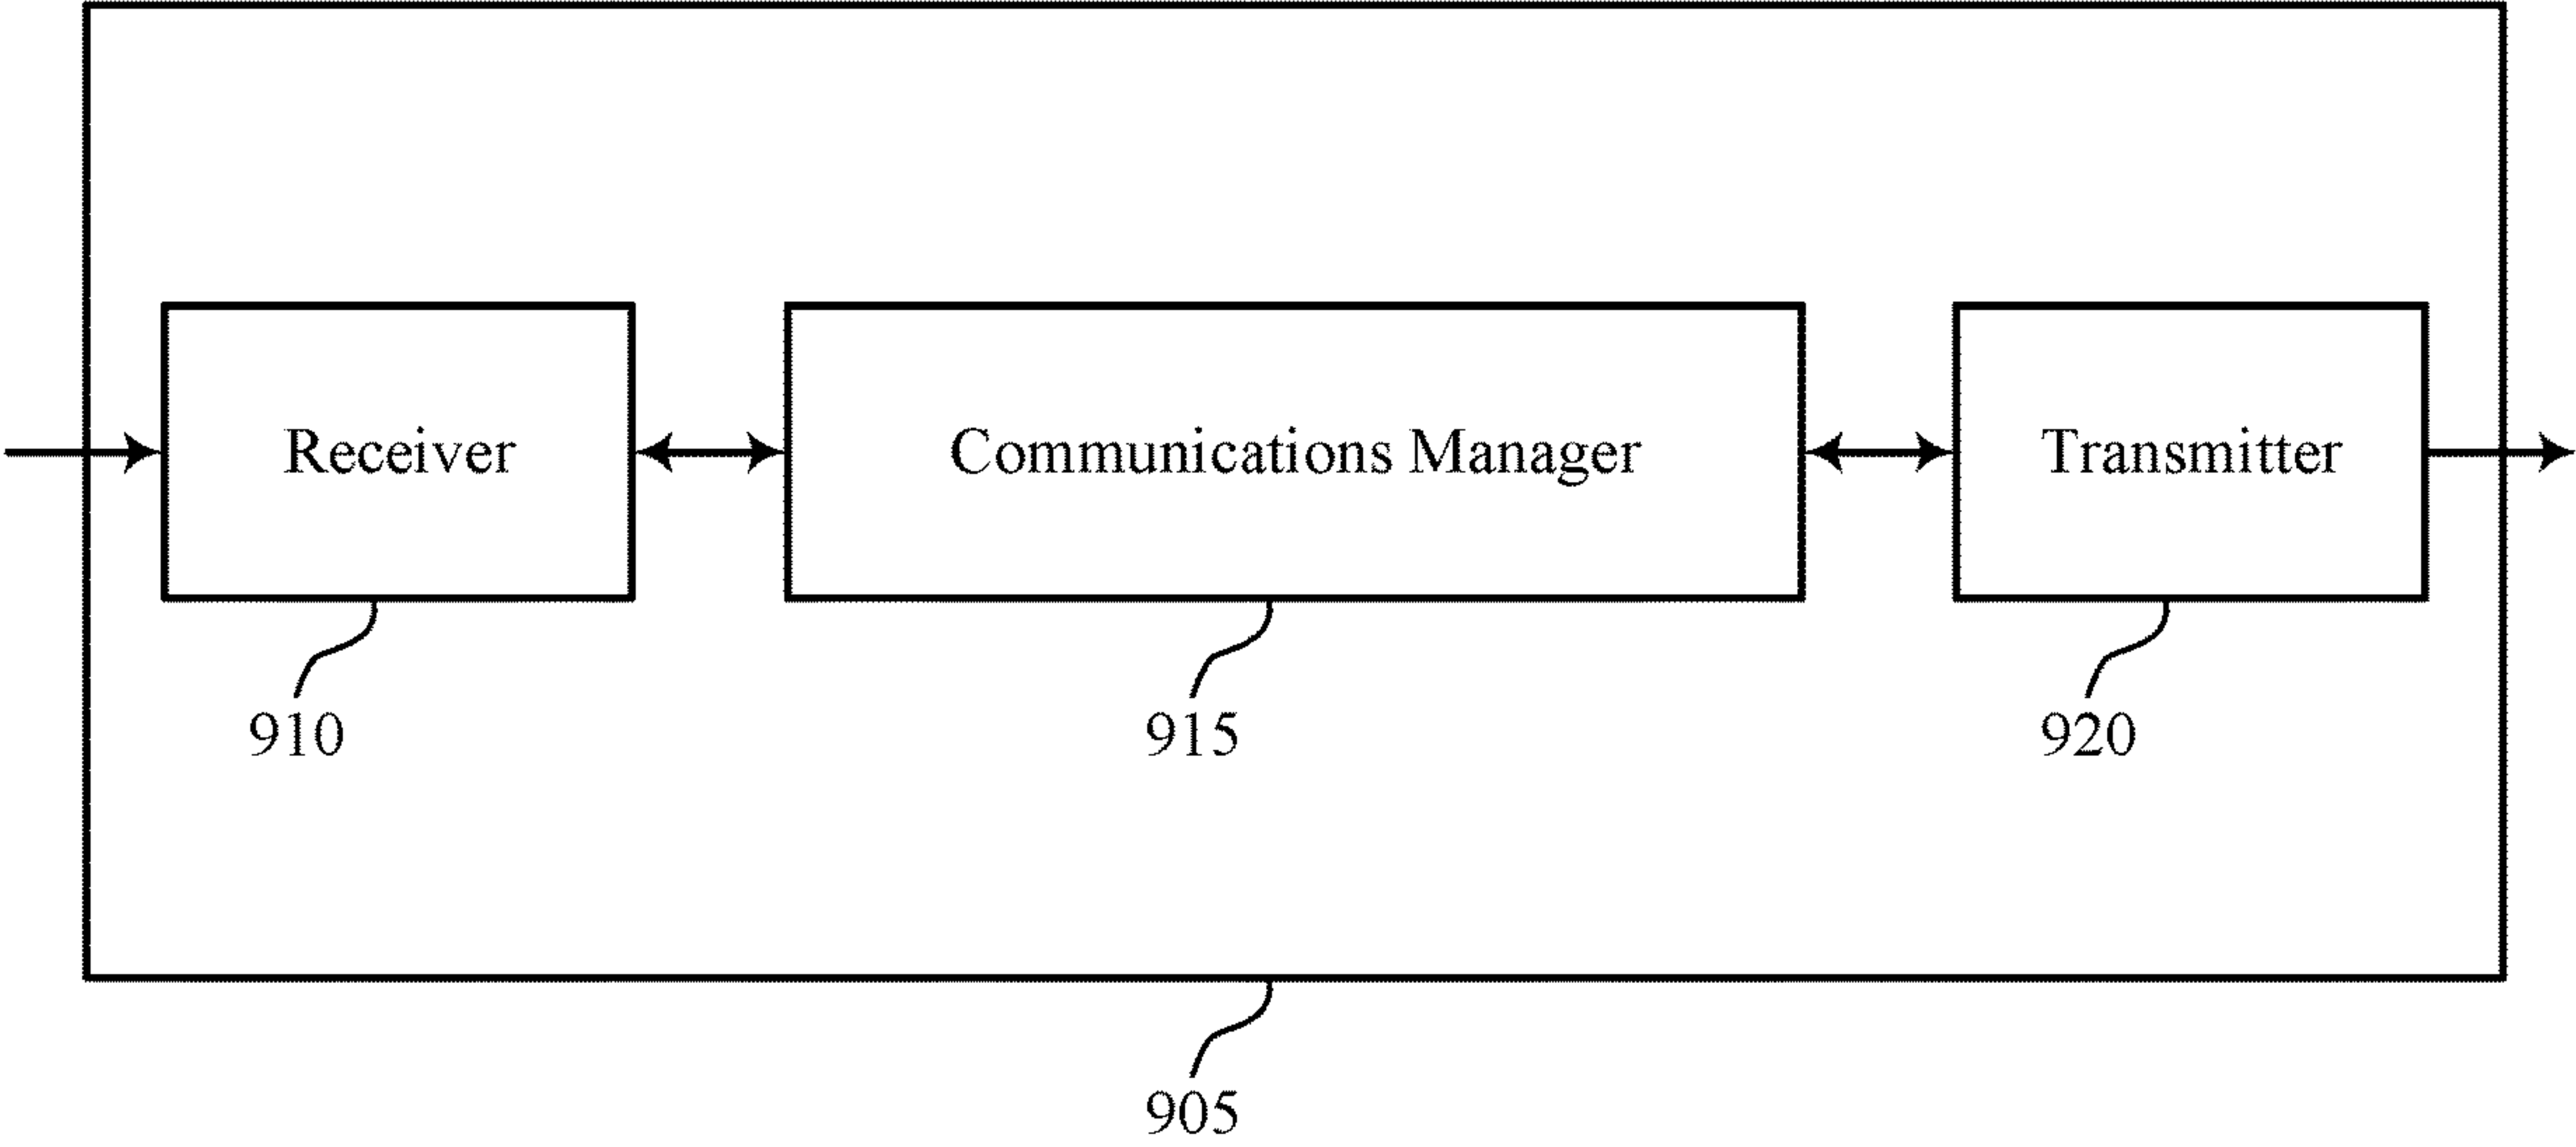 Receiver
Communications Manager
Transmitter
910
915
920
905